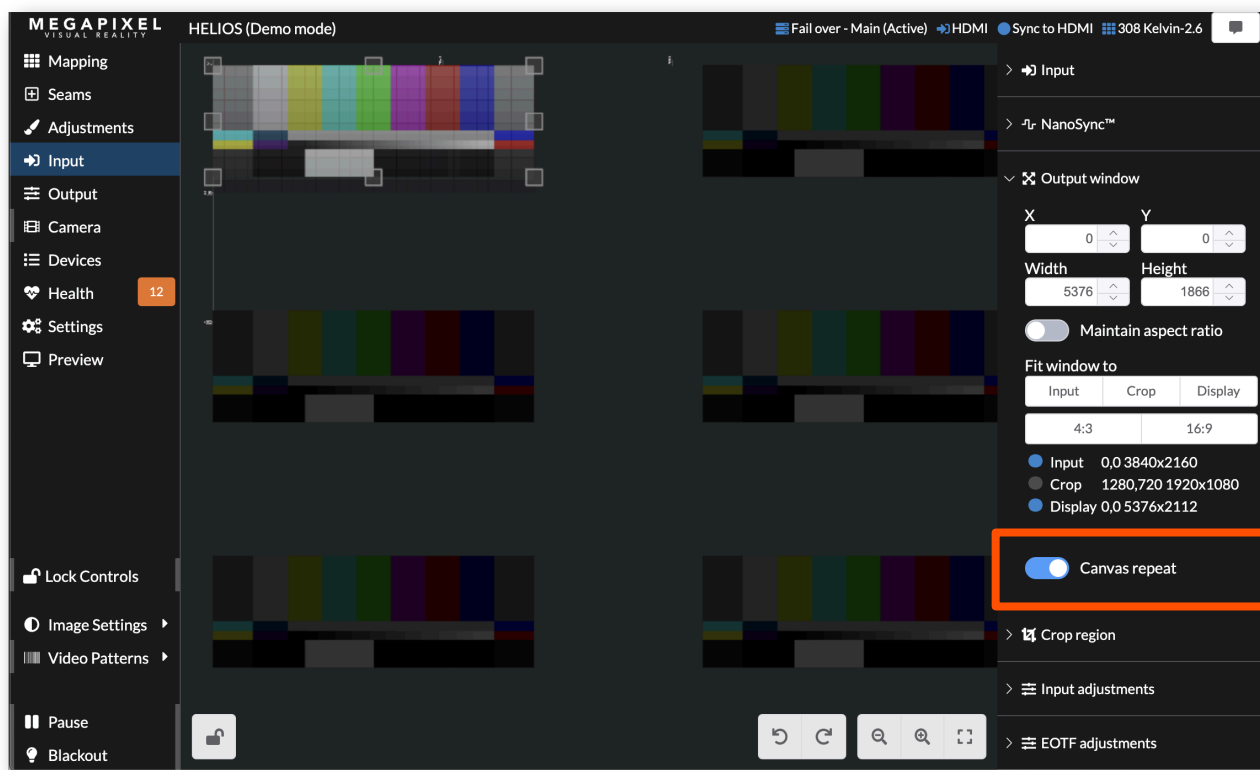 MEGAPIXEL
VISUAL REALITY
HELIOS (Demo mode)
Fail over - Main (Active)
HDMI
Sync to HDMI
308 Kelvin-2.6
Mapping
Seams
Adjustments
Input
Output
Camera
Devices
Health
12
Settings
Preview
Lock Controls
Image Settings
Video Patterns
Pause
Blackout
Input
NanoSync™
Output window
X
Y
0
0
Width
Height
5376
1866
Maintain aspect ratio
Fit window to
Input
Crop
Display
4:3
16:9
Input 0,0 3840x2160
Crop 1280,720 1920x1080
Display 0,0 5376x2112
Canvas repeat
Crop region
Input adjustments
EOTF adjustments